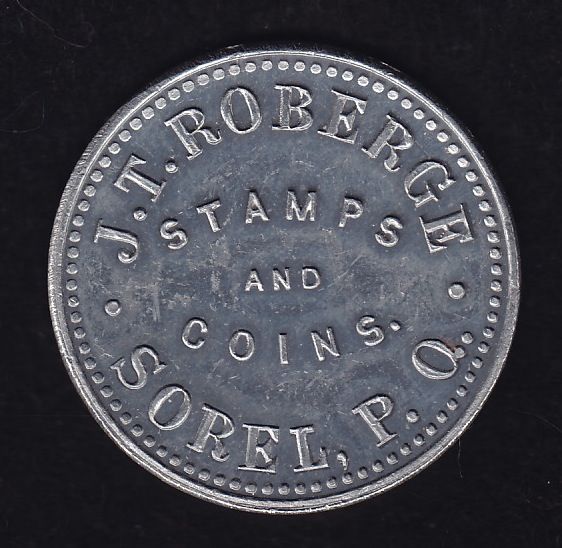 J.T. ROBERGE
STAMPS
AND
COINS.
SOREL, P. Q.